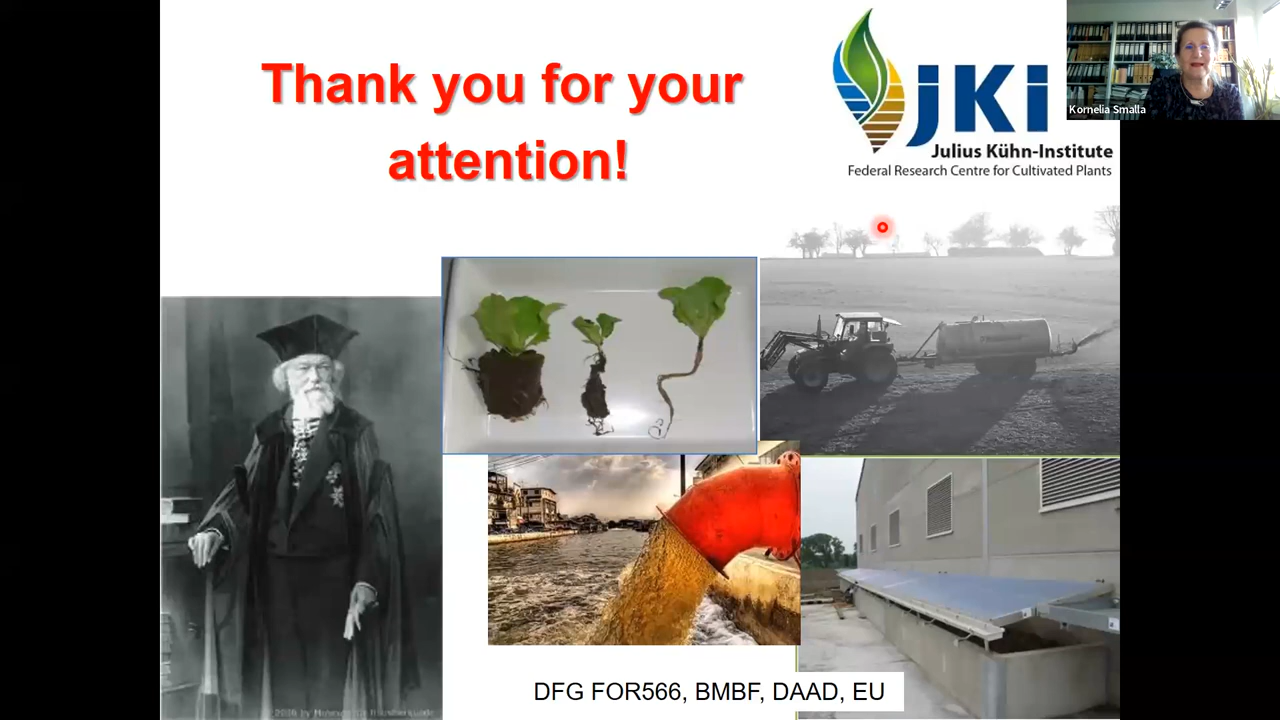 Thank you for your
attention!
JKI
Julius Kühn-Institute
Federal Research Centre for Cultivated Plants
Kornelia Smalla
DFG FOR566, BMBF, DAAD, EU